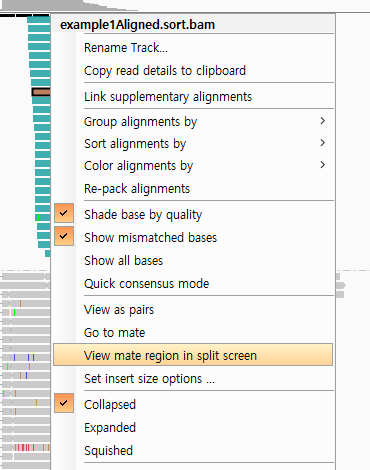 example1Aligned.sort.bam
Rename Track...
Copy read details to clipboard
Link supplementary alignments
Group alignments by
Sort alignments by
Color alignments by
Re-pack alignments
Shade base by quality
Show mismatched bases
Show all bases
Quick consensus mode
View as pairs
Go to mate
View mate region in split screen
Set insert size options ...
Collapsed
Expanded
Squished